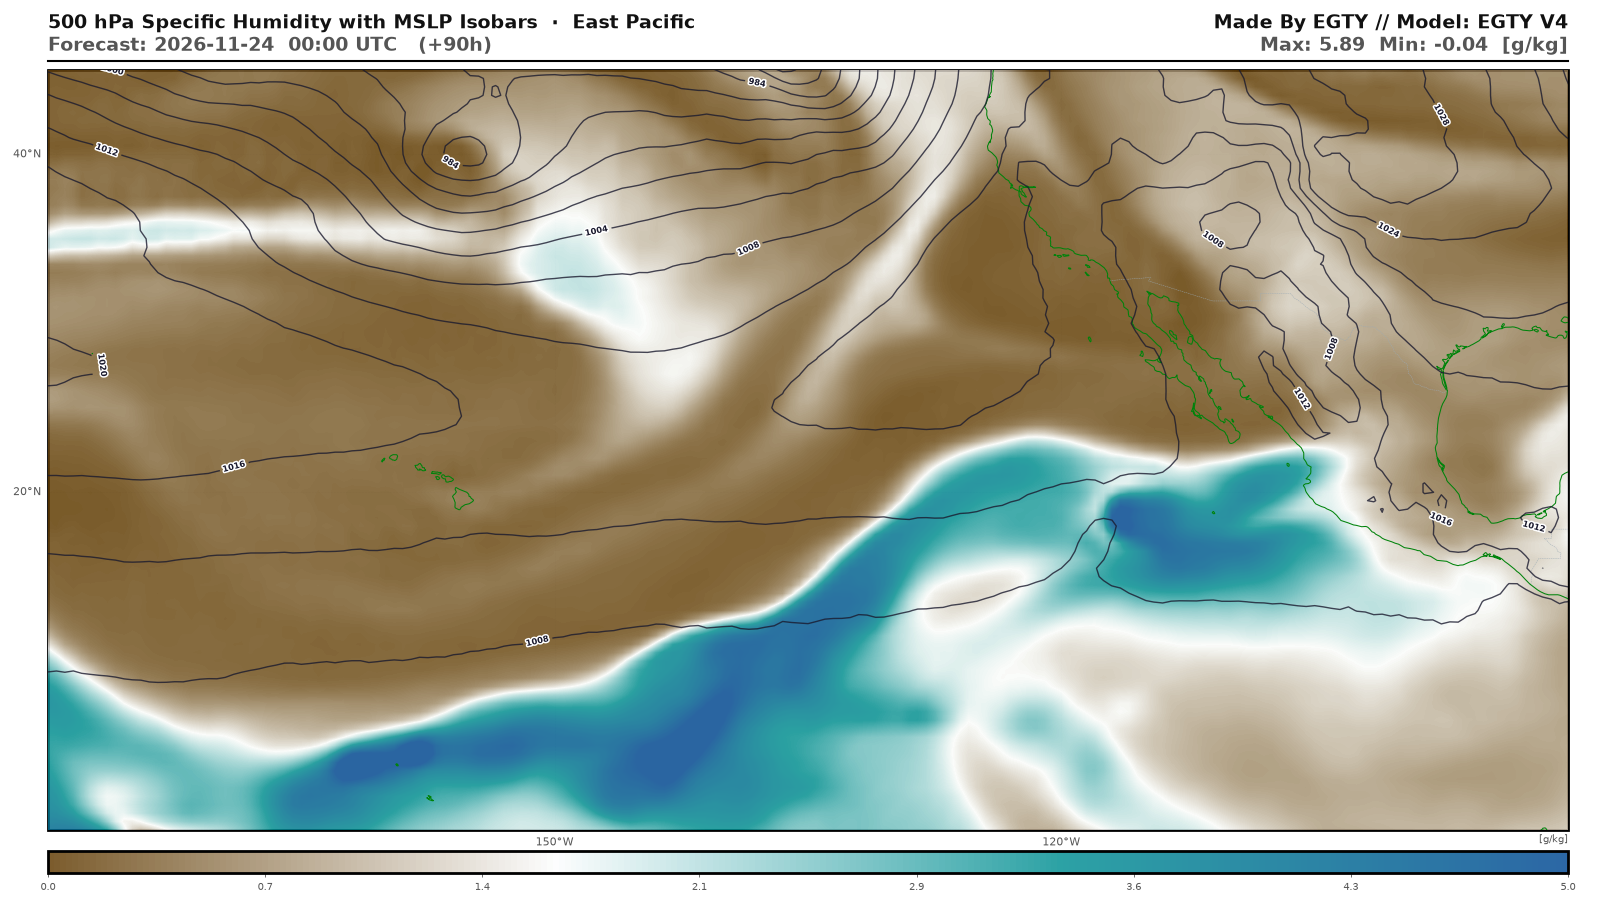 500 hPa Specific Humidity with MSLP Isobars · East Pacific
Made By EGTY // Model: EGTY V4
Forecast: 2026-11-24 00:00 UTC (+90h)
Max: 5.89 Min: -0.04 [g/kg]
984
1028
40°N
1012
984
1024
1004
1008
1008
1020
1008
1012
1016
20°N
1016
1012
1008
150°W
120°W
[g/kg]
0.0
0.7
1.4
2.1
2.9
3.6
4.3
5.0